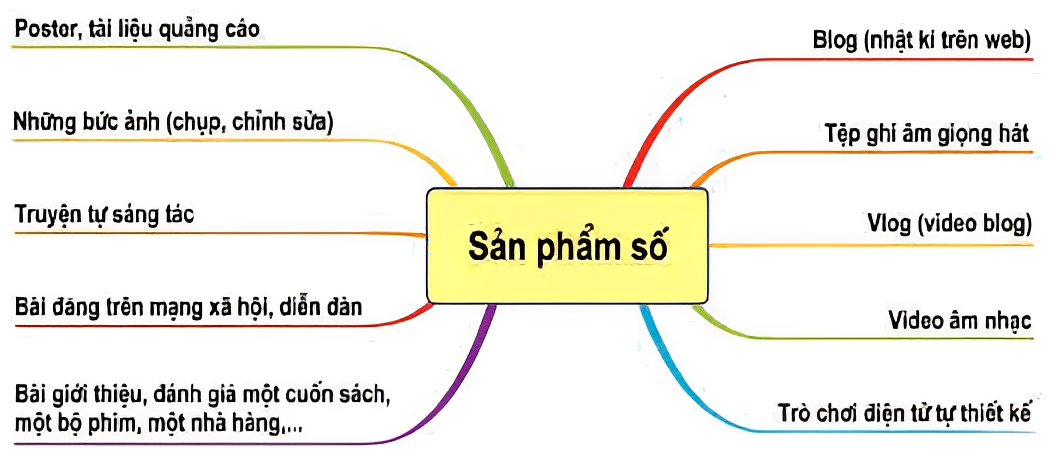 Poster, tài liệu quảng cáo
Những bức ảnh (chụp, chỉnh sửa)
Truyện tự sáng tác
Bài đăng trên mạng xã hội, diễn đàn
Bài giới thiệu, đánh giá một cuốn sách,
một bộ phim, một nhà hàng,...
Sản phẩm số
Blog (nhật kí trên web)
Tệp ghi âm giọng hát
Vlog (video blog)
Video âm nhạc
Trò chơi điện tử tự thiết kế